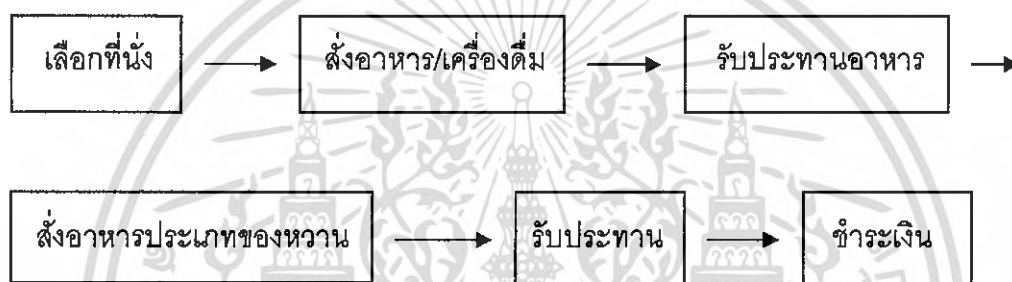 เลือกที่นั่ง สั่งอาหาร/เครื่องดื่ม รับประทานอาหาร
สั่งอาหารประเภทของหวาน รับประทาน ชำระเงิน